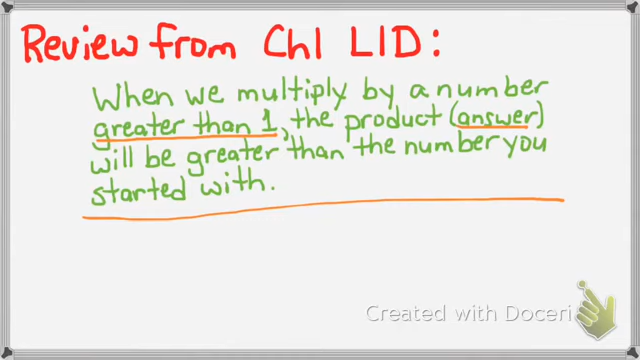 Review from Ch1 L1D:
When we multiply by a number
greater than 1, the product (answer)
will be greater than the number you
started with.
Created with Doceri